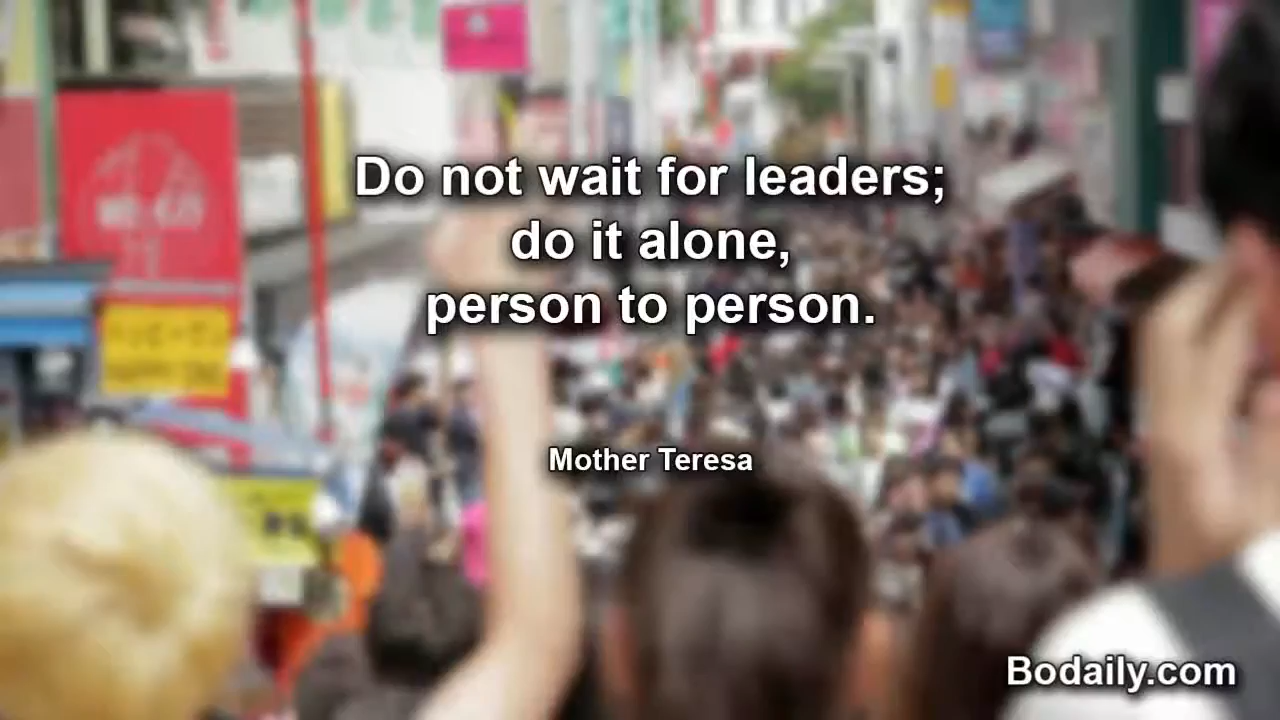 Do not wait for leaders;
do it alone,
person to person.
Mother Teresa
Bodaily.com